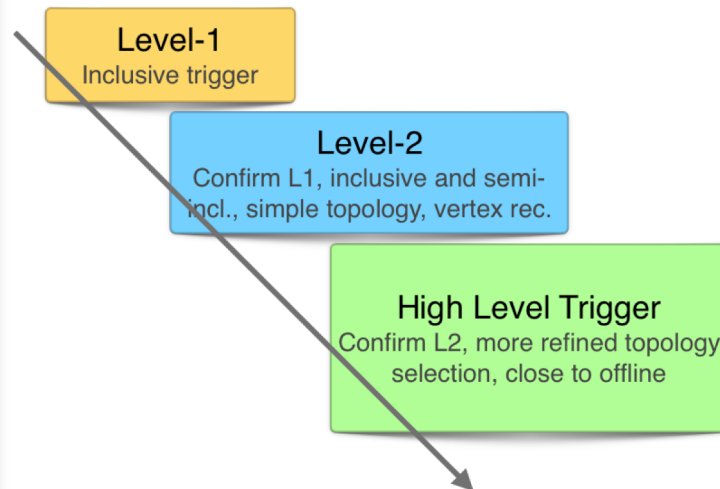 Level-1
Inclusive trigger
Level-2
Confirm L1, inclusive and semi-
incl., simple topology, vertex rec.
High Level Trigger
Confirm L2, more refined topology
selection, close to offline